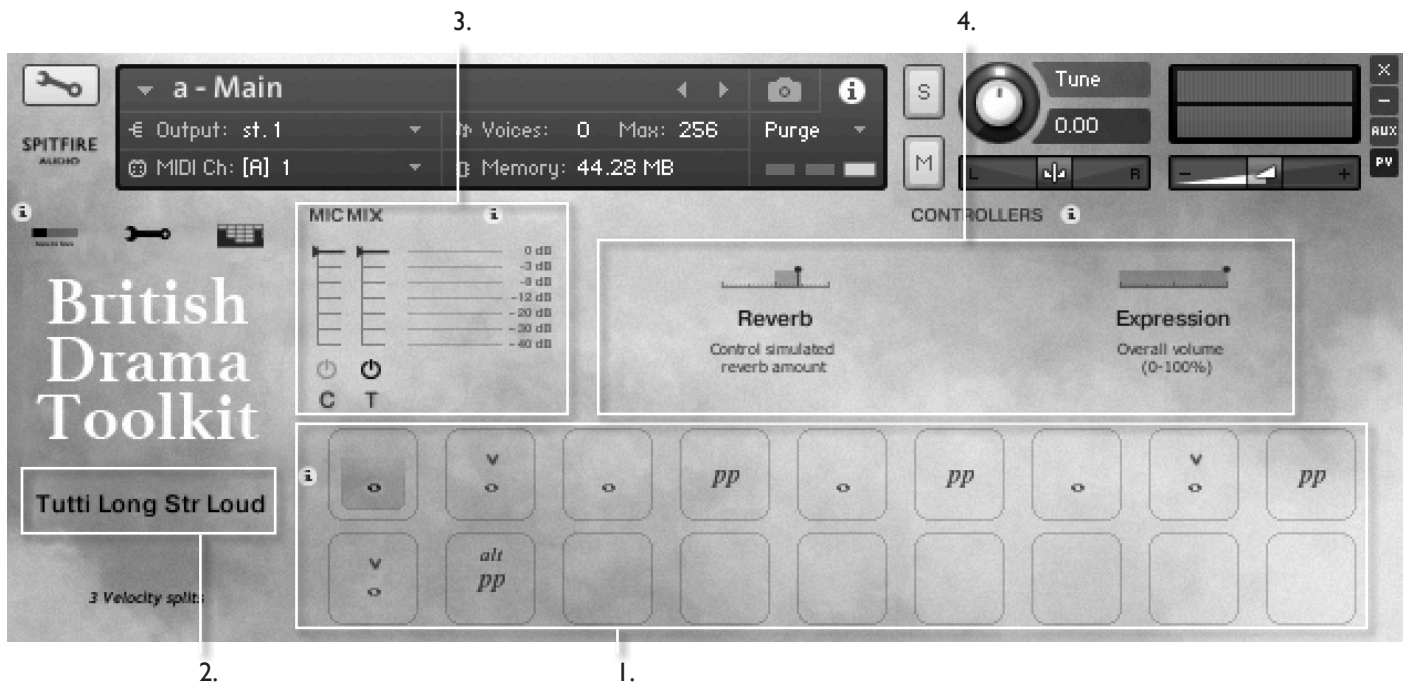 3. 4.
a - Main
S
Tune
X
SPITFIRE
AUDIO
Output: st. 1
Voices: 0 Max: 256
Purge
0.00
AUX
MIDI Ch: [A] 1
Memory: 44.28 MB
M
L R
- +
PV
MIC MIX
CONTROLLERS
0 dB
-3 dB
-8 dB
-12 dB
-20 dB
-30 dB
-40 dB
C T
British
Drama
Toolkit
Reverb
Control simulated
reverb amount
Expression
Overall volume
(0-100%)
Tutti Long Str Loud
pp pp pp
alt
pp
3 Velocity splits
2. 1.